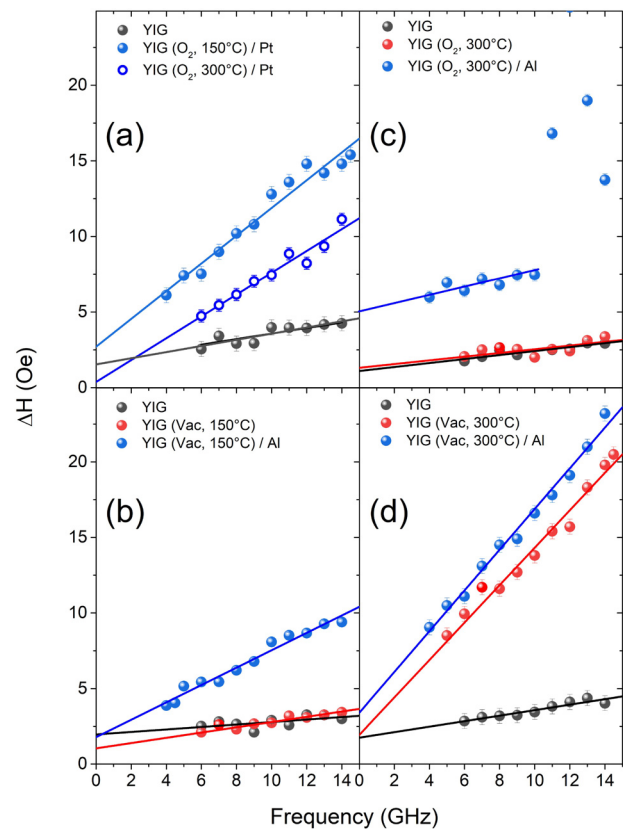 YIG
YIG (O2, 150°C) / Pt
YIG (O2, 300°C) / Pt
(a)
YIG
YIG (O2, 300°C)
YIG (O2, 300°C) / Al
(c)
25
20
15
10
5
0
YIG
YIG (Vac, 150°C)
YIG (Vac, 150°C) / Al
(b)
YIG
YIG (Vac, 300°C)
YIG (Vac, 300°C) / Al
(d)
20
15
10
5
0
ΔH (Oe)
0 2 4 6 8 10 12 14 0 2 4 6 8 10 12 14
Frequency (GHz)